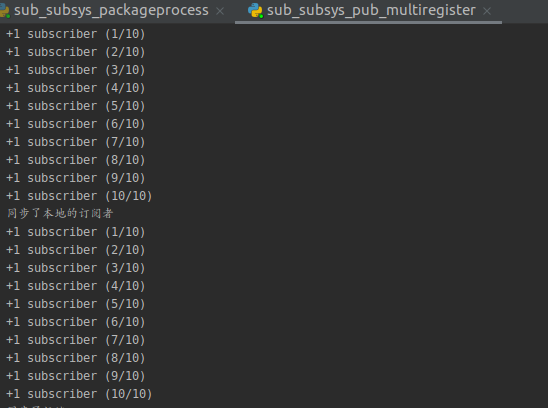 sub_subsys_packageprocess × sub_subsys_pub_multiregister ×
+1 subscriber (1/10)
+1 subscriber (2/10)
+1 subscriber (3/10)
+1 subscriber (4/10)
+1 subscriber (5/10)
+1 subscriber (6/10)
+1 subscriber (7/10)
+1 subscriber (8/10)
+1 subscriber (9/10)
+1 subscriber (10/10)
同步了本地的订阅者
+1 subscriber (1/10)
+1 subscriber (2/10)
+1 subscriber (3/10)
+1 subscriber (4/10)
+1 subscriber (5/10)
+1 subscriber (6/10)
+1 subscriber (7/10)
+1 subscriber (8/10)
+1 subscriber (9/10)
+1 subscriber (10/10)